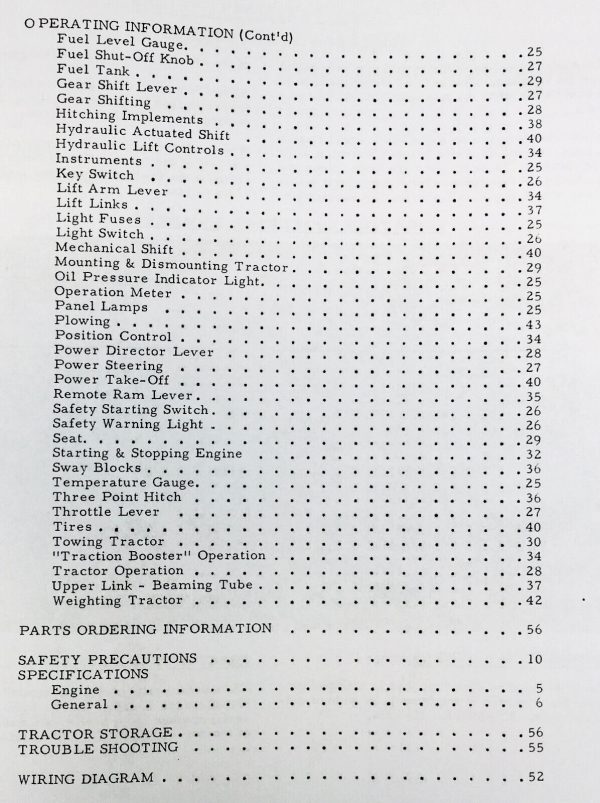 OPERATING INFORMATION (Cont'd)
Fuel Level Gauge. . . . . . . . . . . . . . . . . . . . 25
Fuel Shut-Off Knob . . . . . . . . . . . . . . . . . . . 27
Fuel Tank . . . . . . . . . . . . . . . . . . . . . . . 29
Gear Shift Lever . . . . . . . . . . . . . . . . . . . . 27
Gear Shifting . . . . . . . . . . . . . . . . . . . . . 28
Hitching Implements . . . . . . . . . . . . . . . . . . 38
Hydraulic Actuated Shift . . . . . . . . . . . . . . . . 40
Hydraulic Lift Controls . . . . . . . . . . . . . . . . 34
Instruments . . . . . . . . . . . . . . . . . . . . . . 25
Key Switch . . . . . . . . . . . . . . . . . . . . . . 26
Lift Arm Lever . . . . . . . . . . . . . . . . . . . . 34
Lift Links . . . . . . . . . . . . . . . . . . . . . . 37
Light Fuses . . . . . . . . . . . . . . . . . . . . . . 25
Light Switch . . . . . . . . . . . . . . . . . . . . . 26
Mechanical Shift . . . . . . . . . . . . . . . . . . . 40
Mounting & Dismounting Tractor . . . . . . . . . . . . . 29
Oil Pressure Indicator Light. . . . . . . . . . . . . . 25
Operation Meter . . . . . . . . . . . . . . . . . . . . 25
Panel Lamps . . . . . . . . . . . . . . . . . . . . . . 25
Plowing . . . . . . . . . . . . . . . . . . . . . . . . 43
Position Control . . . . . . . . . . . . . . . . . . . 34
Power Director Lever . . . . . . . . . . . . . . . . . 28
Power Steering . . . . . . . . . . . . . . . . . . . . 27
Power Take-Off . . . . . . . . . . . . . . . . . . . . 40
Remote Ram Lever . . . . . . . . . . . . . . . . . . . 35
Safety Starting Switch . . . . . . . . . . . . . . . . . 26
Safety Warning Light . . . . . . . . . . . . . . . . . 26
Seat. . . . . . . . . . . . . . . . . . . . . . . . . . 29
Starting & Stopping Engine . . . . . . . . . . . . . . . 32
Sway Blocks . . . . . . . . . . . . . . . . . . . . . . 36
Temperature Gauge. . . . . . . . . . . . . . . . . . . 25
Three Point Hitch . . . . . . . . . . . . . . . . . . . 36
Throttle Lever . . . . . . . . . . . . . . . . . . . . 27
Tires . . . . . . . . . . . . . . . . . . . . . . . . . 40
Towing Tractor . . . . . . . . . . . . . . . . . . . . 30
"Traction Booster" Operation . . . . . . . . . . . . . . 34
Tractor Operation . . . . . . . . . . . . . . . . . . . 28
Upper Link - Beaming Tube . . . . . . . . . . . . . . . 37
Weighting Tractor . . . . . . . . . . . . . . . . . . . 42
PARTS ORDERING INFORMATION . . . . . . . . . . . . . . . 56
SAFETY PRECAUTIONS . . . . . . . . . . . . . . . . . . . 10
SPECIFICATIONS
Engine . . . . . . . . . . . . . . . . . . . . . . . . 5
General . . . . . . . . . . . . . . . . . . . . . . . . 6
TRACTOR STORAGE . . . . . . . . . . . . . . . . . . . . 56
TROUBLE SHOOTING . . . . . . . . . . . . . . . . . . . . 55
WIRING DIAGRAM . . . . . . . . . . . . . . . . . . . . . 52